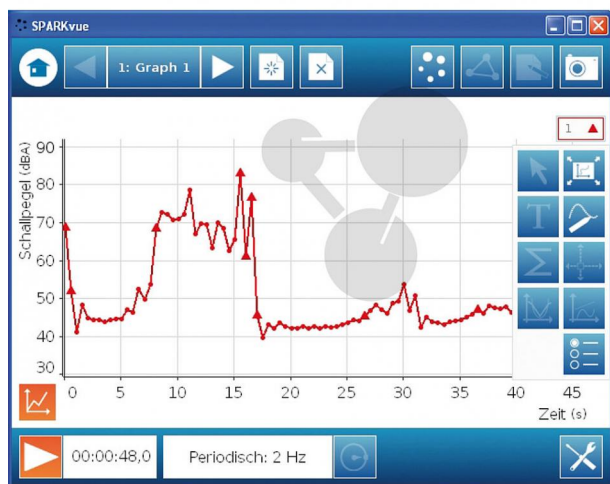 SPARKvue
1: Graph 1
1
Schallpegel (dBA)
90
80
70
60
50
40
30
T
Σ
0 5 10 15 20 25 30 35 40 45
Zeit (s)
00:00:48,0
Periodisch: 2 Hz